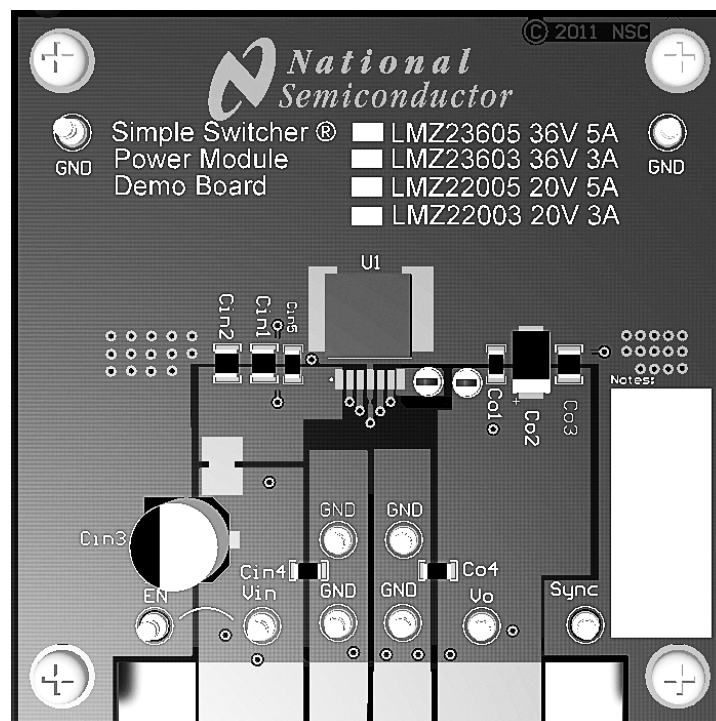 © 2011 NSC
National
Semiconductor
Simple Switcher ®
Power Module
Demo Board
LMZ23605 36V 5A
LMZ23603 36V 3A
LMZ22005 20V 5A
LMZ22003 20V 3A
GND
GND
U1
Cin2
Cin1
Cin5
Co1
+
Co2
Co3
Notes:
GND
GND
Cin3
Cin4
Co4
EN
Vin
GND
GND
Vo
Sync